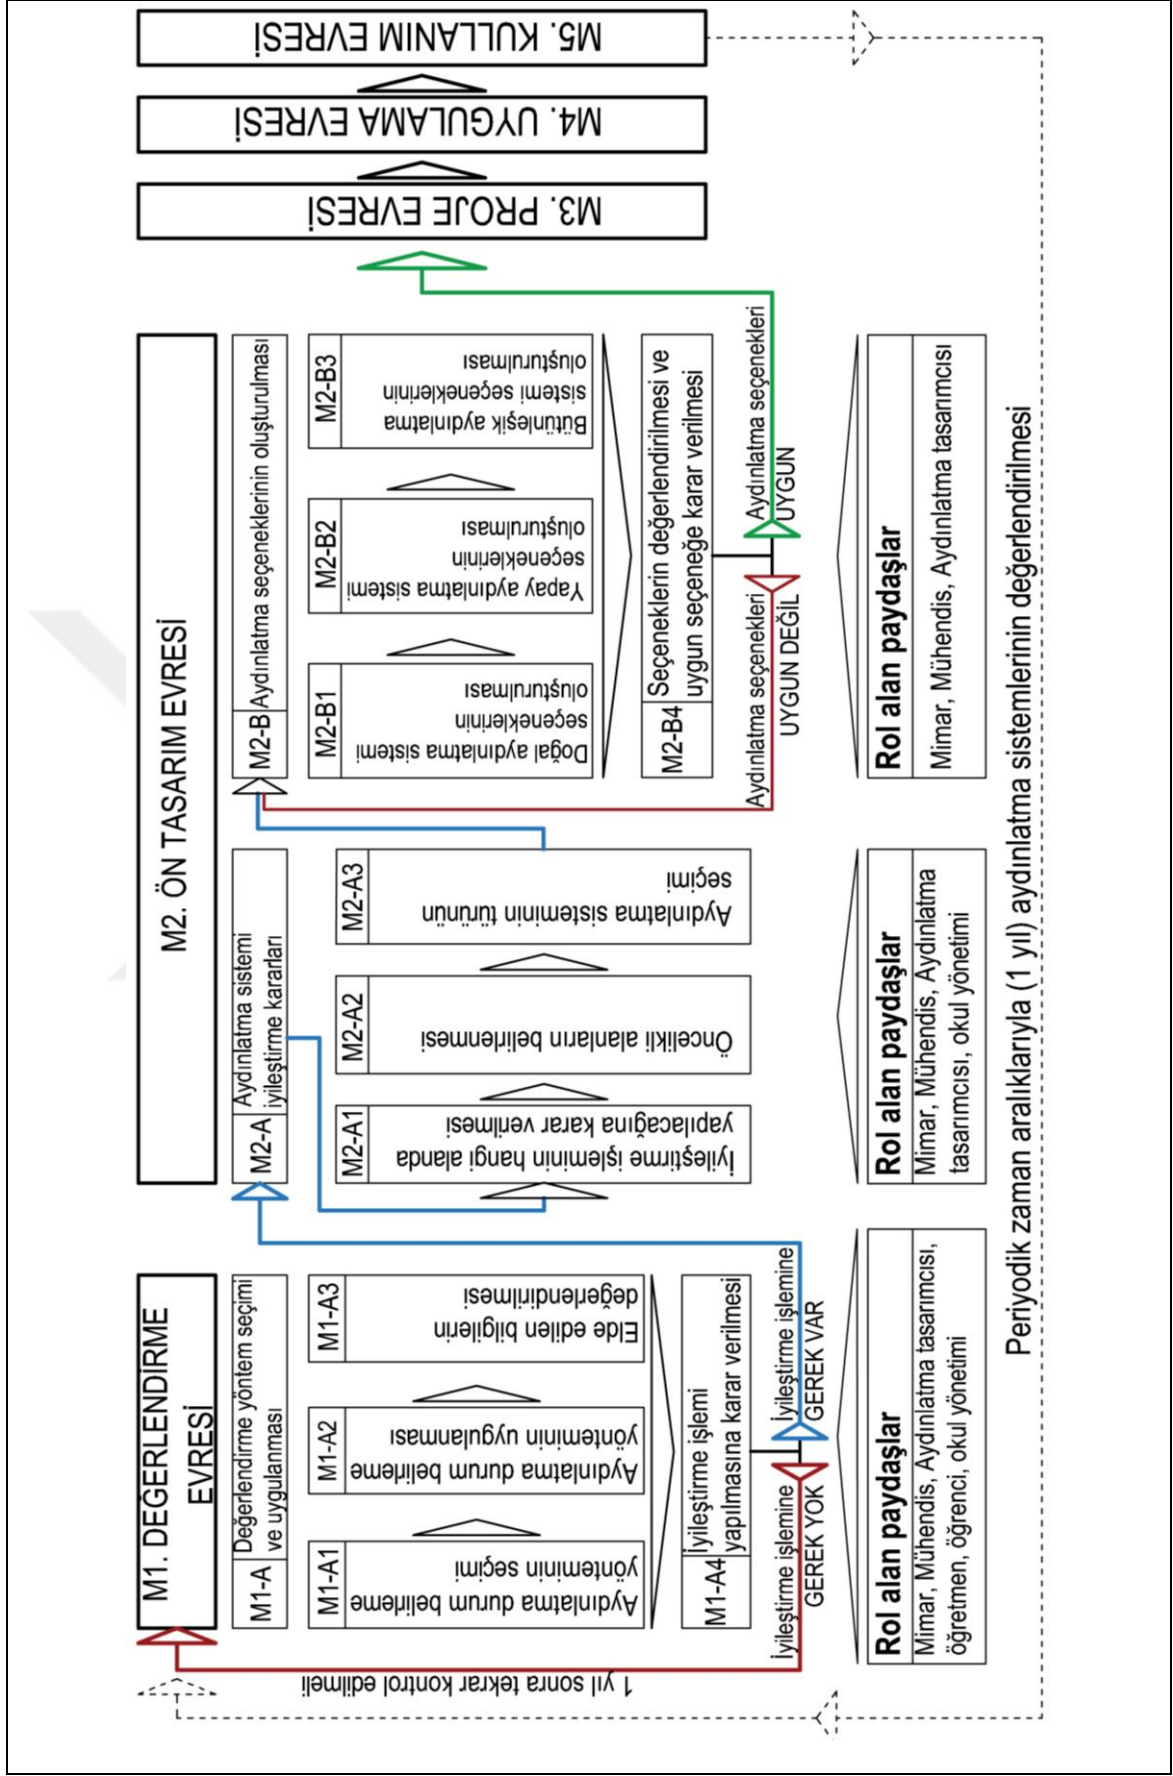 M1. DEĞERLENDİRME
EVRESİ
M1-A
Değerlendirme yöntem seçimi
ve uygulanması
M1-A1
Aydınlatma durum belirleme
yönteminin seçimi
M1-A2
Aydınlatma durum belirleme
yönteminin uygulanması
M1-A3
Elde edilen bilgilerin
değerlendirilmesi
M1-A4
İyileştirme işlemi
yapılmasına karar verilmesi
İyileştirme işlemine
GEREK YOK
İyileştirme işlemine
GEREK VAR
1 yıl sonra tekrar kontrol edilmeli
Rol alan paydaşlar
Mimar, Mühendis, Aydınlatma tasarımcısı,
öğretmen, öğrenci, okul yönetimi
M2. ÖN TASARIM EVRESİ
M2-A
Aydınlatma sistemi
iyileştirme kararları
M2-A1
İyileştirme işleminin hangi alanda
yapılacağına karar verilmesi
M2-A2
Öncelikli alanların belirlenmesi
M2-A3
Aydınlatma sisteminin türünün
seçimi
Rol alan paydaşlar
Mimar, Mühendis, Aydınlatma
tasarımcısı, okul yönetimi
M2-B
Aydınlatma seçeneklerinin oluşturulması
M2-B1
Doğal aydınlatma sistemi
seçeneklerinin
oluşturulması
M2-B2
Yapay aydınlatma sistemi
seçeneklerinin
oluşturulması
M2-B3
Bütünleşik aydınlatma
sistemi seçeneklerinin
oluşturulması
M2-B4
Seçeneklerin değerlendirilmesi ve
uygun seçeneğe karar verilmesi
Aydınlatma seçenekleri
UYGUN DEĞİL
Aydınlatma seçenekleri
UYGUN
Rol alan paydaşlar
Mimar, Mühendis, Aydınlatma tasarımcısı
M3. PROJE EVRESİ
M4. UYGULAMA EVRESİ
M5. KULLANIM EVRESİ
Periyodik zaman aralıklarıyla (1 yıl) aydınlatma sistemlerinin değerlendirilmesi